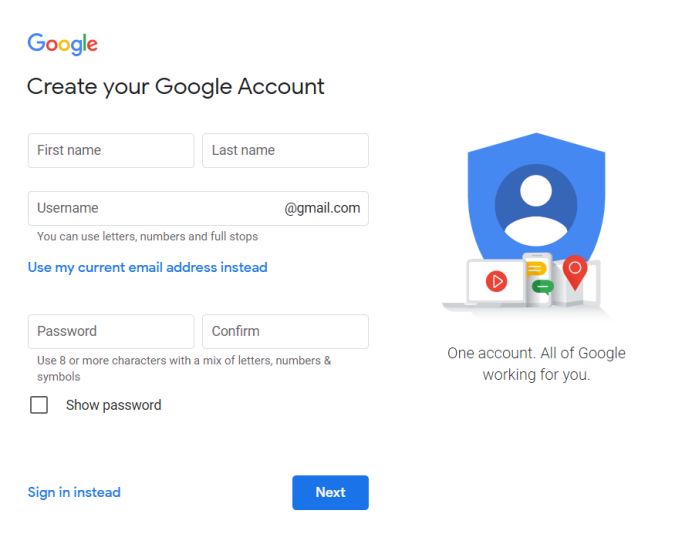 Google
Create your Google Account
First name
Last name
Username
@gmail.com
You can use letters, numbers and full stops
Use my current email address instead
Password
Confirm
Use 8 or more characters with a mix of letters, numbers &
symbols
Show password
Sign in instead
Next
One account. All of Google
working for you.